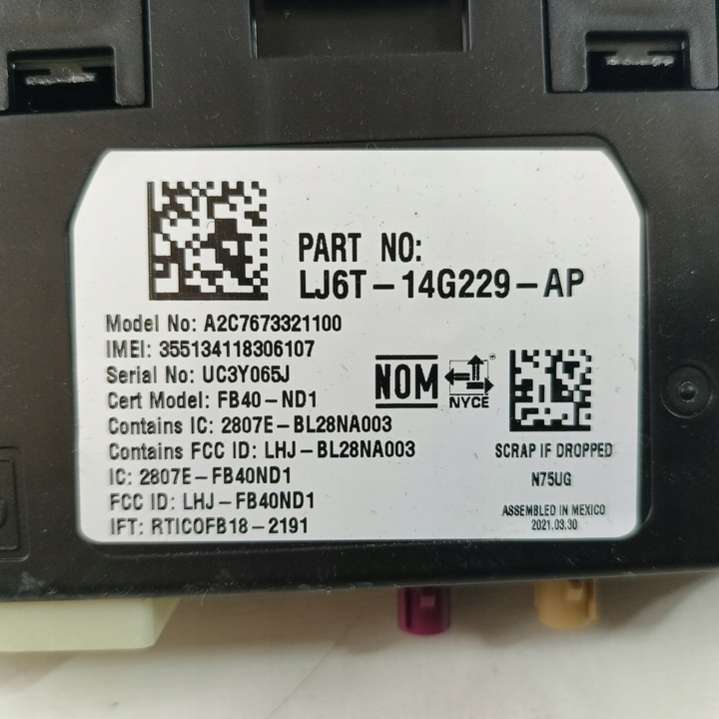 PART NO:
LJ6T-14G229-AP
Model No: A2C7673321100
IMEI: 355134118306107
Serial No: UC3Y065J
Cert Model: FB40-ND1
Contains IC: 2807E-BL28NA003
Contains FCC ID: LHJ-BL28NA003
IC: 2807E-FB40ND1
FCC ID: LHJ-FB40ND1
IFT: RTICOFB18-2191
NOM
NYCE
SCRAP IF DROPPED
N75UG
ASSEMBLED IN MEXICO
2021.03.30